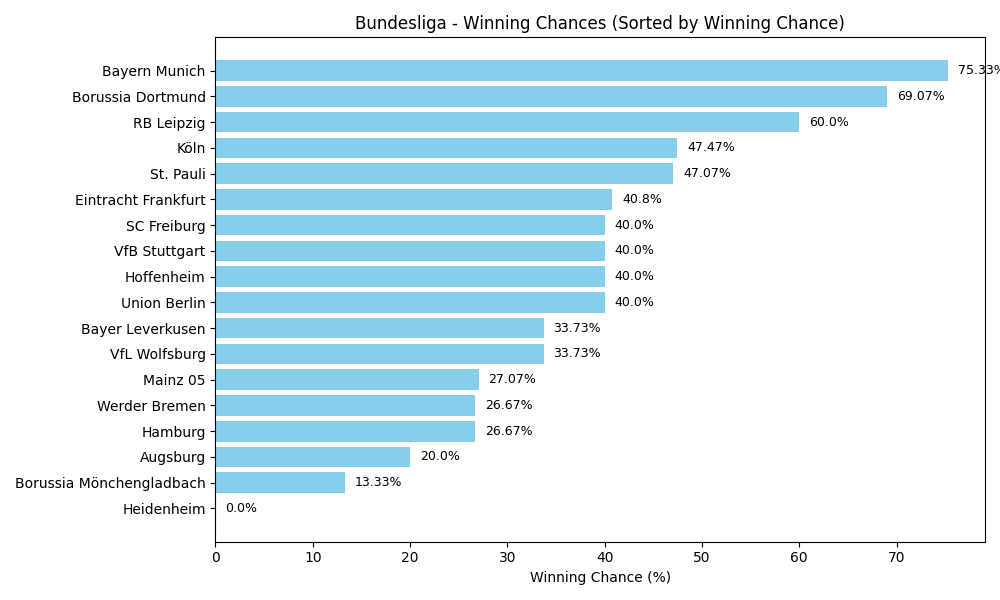 Bundesliga - Winning Chances (Sorted by Winning Chance)
Bayern Munich 75.33%
Borussia Dortmund 69.07%
RB Leipzig 60.0%
Köln 47.47%
St. Pauli 47.07%
Eintracht Frankfurt 40.8%
SC Freiburg 40.0%
VfB Stuttgart 40.0%
Hoffenheim 40.0%
Union Berlin 40.0%
Bayer Leverkusen 33.73%
VfL Wolfsburg 33.73%
Mainz 05 27.07%
Werder Bremen 26.67%
Hamburg 26.67%
Augsburg 20.0%
Borussia Mönchengladbach 13.33%
Heidenheim 0.0%
0 10 20 30 40 50 60 70
Winning Chance (%)